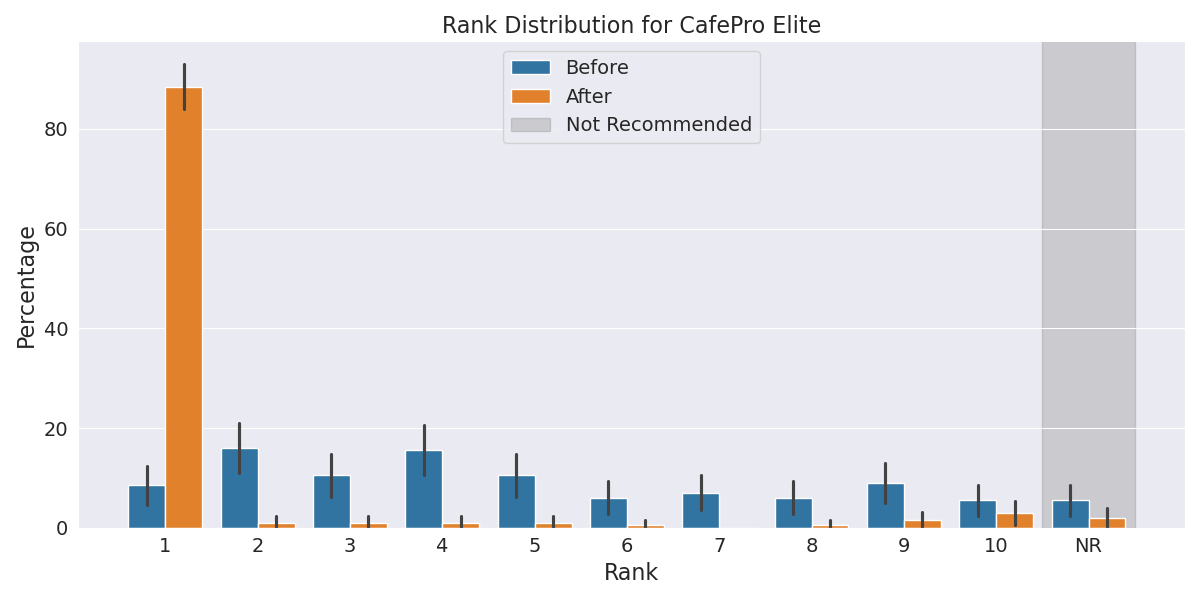 Rank Distribution for CafePro Elite
Before
After
Not Recommended
Percentage
80
60
40
20
0
1 2 3 4 5 6 7 8 9 10 NR
Rank